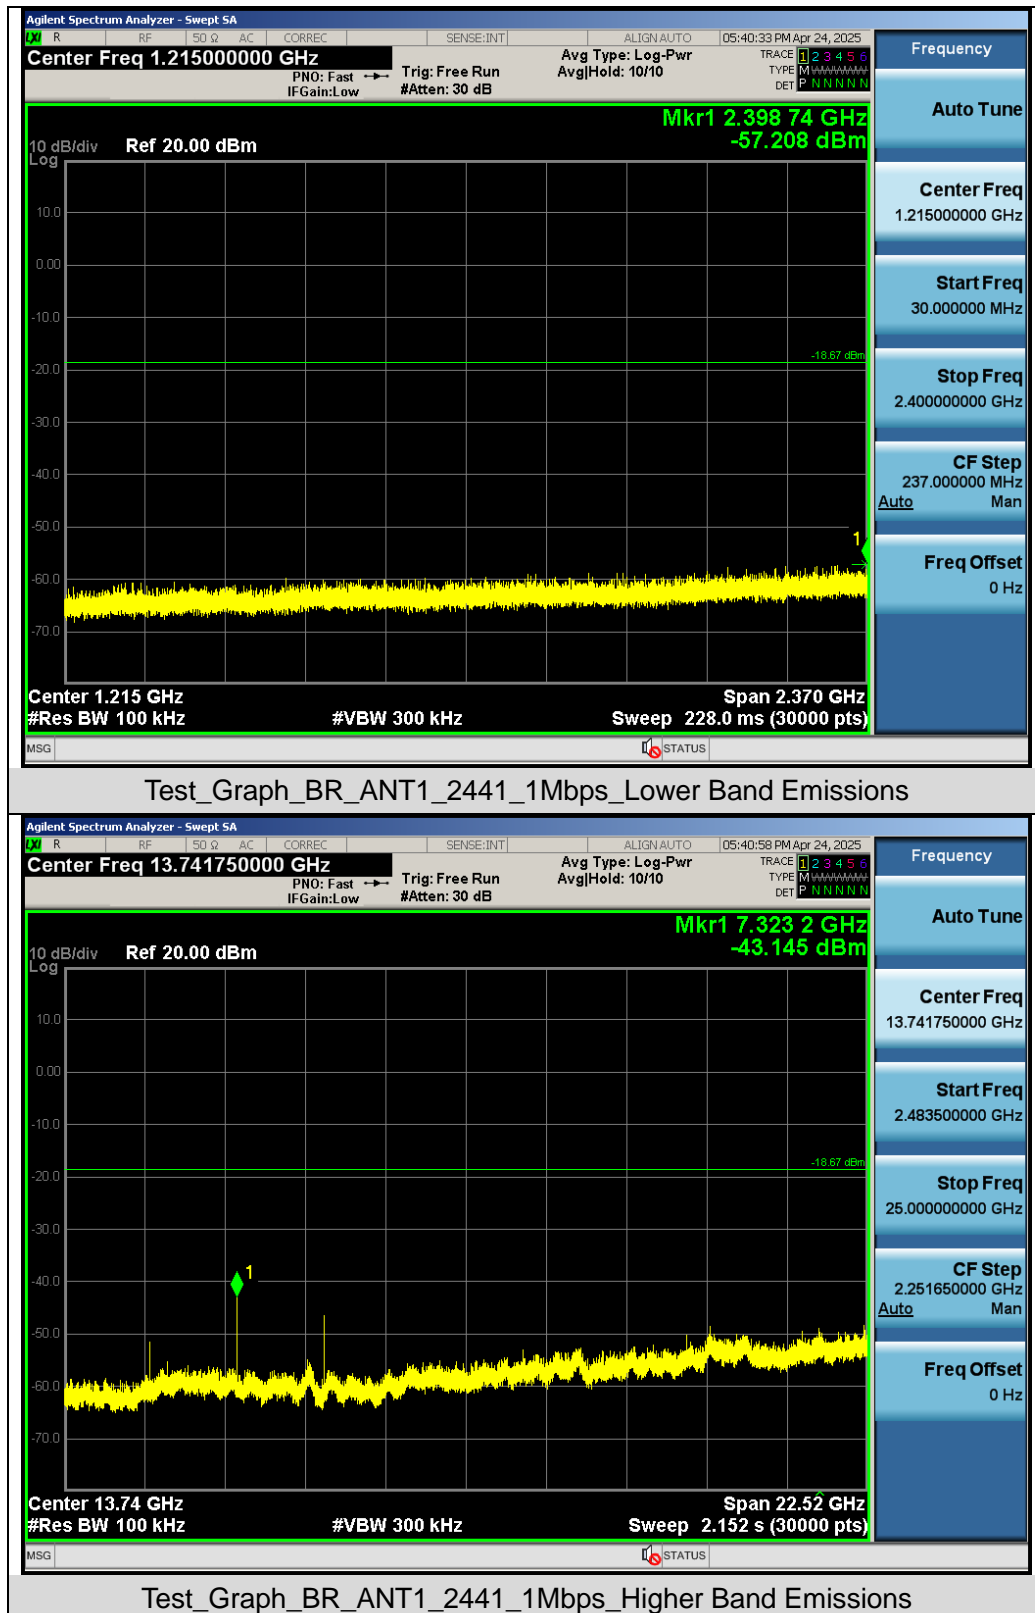 Agilent Spectrum Analyzer - Swept SA
LXI R RF 50 Ω AC CORREC SENSE:INT ALIGN AUTO 05:40:33 PM Apr 24, 2025
Center Freq 1.215000000 GHz
PNO: Fast
IFGain:Low
Trig: Free Run
#Atten: 30 dB
Avg Type: Log-Pwr
Avg|Hold: 10/10
TRACE 1 2 3 4 5 6
TYPE M W W W W W
DET P N N N N N
Mkr1 2.398 74 GHz
-57.208 dBm
10 dB/div Ref 20.00 dBm
Log
10.0
0.00
-10.0
-18.67 dBm
-20.0
-30.0
-40.0
-50.0
1
-60.0
-70.0
Center 1.215 GHz Span 2.370 GHz
#Res BW 100 kHz #VBW 300 kHz Sweep 228.0 ms (30000 pts)
MSG STATUS
Frequency
Auto Tune
Center Freq
1.215000000 GHz
Start Freq
30.000000 MHz
Stop Freq
2.400000000 GHz
CF Step
237.000000 MHz
Auto Man
Freq Offset
0 Hz
Test_Graph_BR_ANT1_2441_1Mbps_Lower Band Emissions
Agilent Spectrum Analyzer - Swept SA
LXI R RF 50 Ω AC CORREC SENSE:INT ALIGN AUTO 05:40:58 PM Apr 24, 2025
Center Freq 13.741750000 GHz
PNO: Fast
IFGain:Low
Trig: Free Run
#Atten: 30 dB
Avg Type: Log-Pwr
Avg|Hold: 10/10
TRACE 1 2 3 4 5 6
TYPE M W W W W W
DET P N N N N N
Mkr1 7.323 2 GHz
-43.145 dBm
10 dB/div Ref 20.00 dBm
Log
10.0
0.00
-10.0
-18.67 dBm
-20.0
-30.0
1
-40.0
-50.0
-60.0
-70.0
Center 13.74 GHz Span 22.52 GHz
#Res BW 100 kHz #VBW 300 kHz Sweep 2.152 s (30000 pts)
MSG STATUS
Frequency
Auto Tune
Center Freq
13.741750000 GHz
Start Freq
2.483500000 GHz
Stop Freq
25.000000000 GHz
CF Step
2.251650000 GHz
Auto Man
Freq Offset
0 Hz
Test_Graph_BR_ANT1_2441_1Mbps_Higher Band Emissions